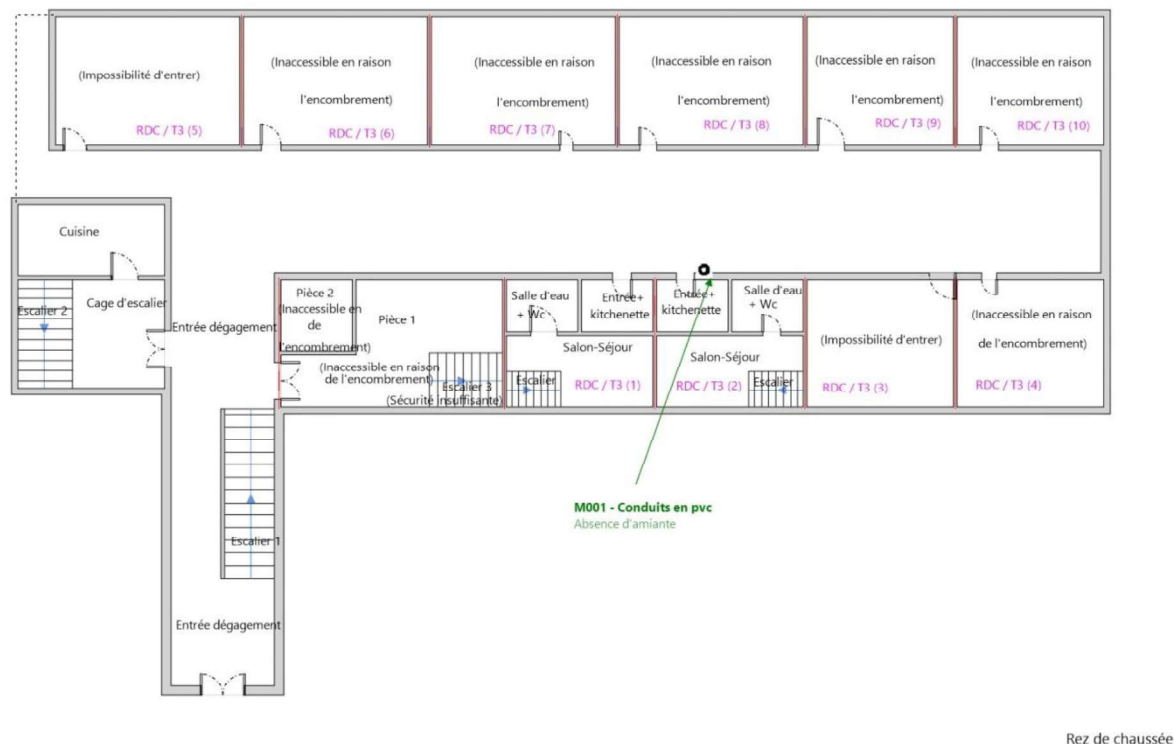 (Impossibilité d'entrer)
RDC / T3 (5)
(Inaccessible en raison
l'encombrement)
RDC / T3 (6)
(Inaccessible en raison
l'encombrement)
RDC / T3 (7)
(Inaccessible en raison
l'encombrement)
RDC / T3 (8)
(Inaccessible en raison
l'encombrement)
RDC / T3 (9)
(Inaccessible en raison
l'encombrement)
RDC / T3 (10)
Cuisine
Cage d'escalier
Escalier 2
Entrée dégagement
Pièce 2
(Inaccessible en
de
l'encombrement)
Pièce 1
(Inaccessible en raison
de l'encombrement)
Escalier 3
(Sécurité insuffisante)
Salle d'eau
+ Wc
Entrée+
kitchenette
Salon-Séjour
Escalier
RDC / T3 (1)
Entrée+
kitchenette
Salle d'eau
+ Wc
Salon-Séjour
RDC / T3 (2)
Escalier
(Impossibilité d'entrer)
RDC / T3 (3)
(Inaccessible en raison
de l'encombrement)
RDC / T3 (4)
M001 - Conduits en pvc
Absence d'amiante
Escalier 1
Entrée dégagement
Rez de chaussée